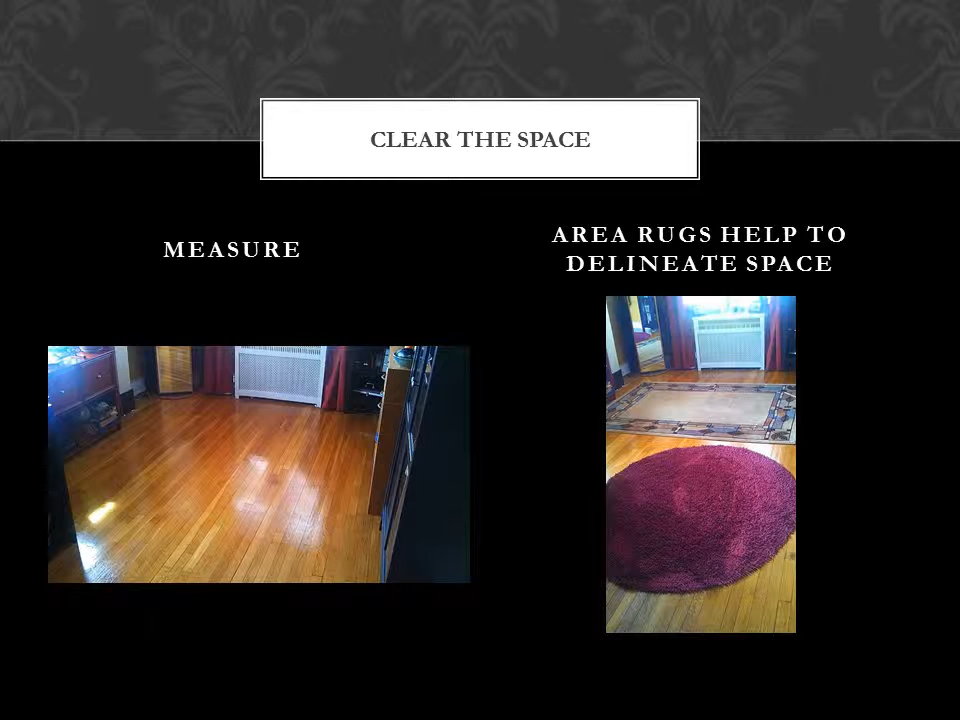 CLEAR THE SPACE
MEASURE
AREA RUGS HELP TO
DELINEATE SPACE